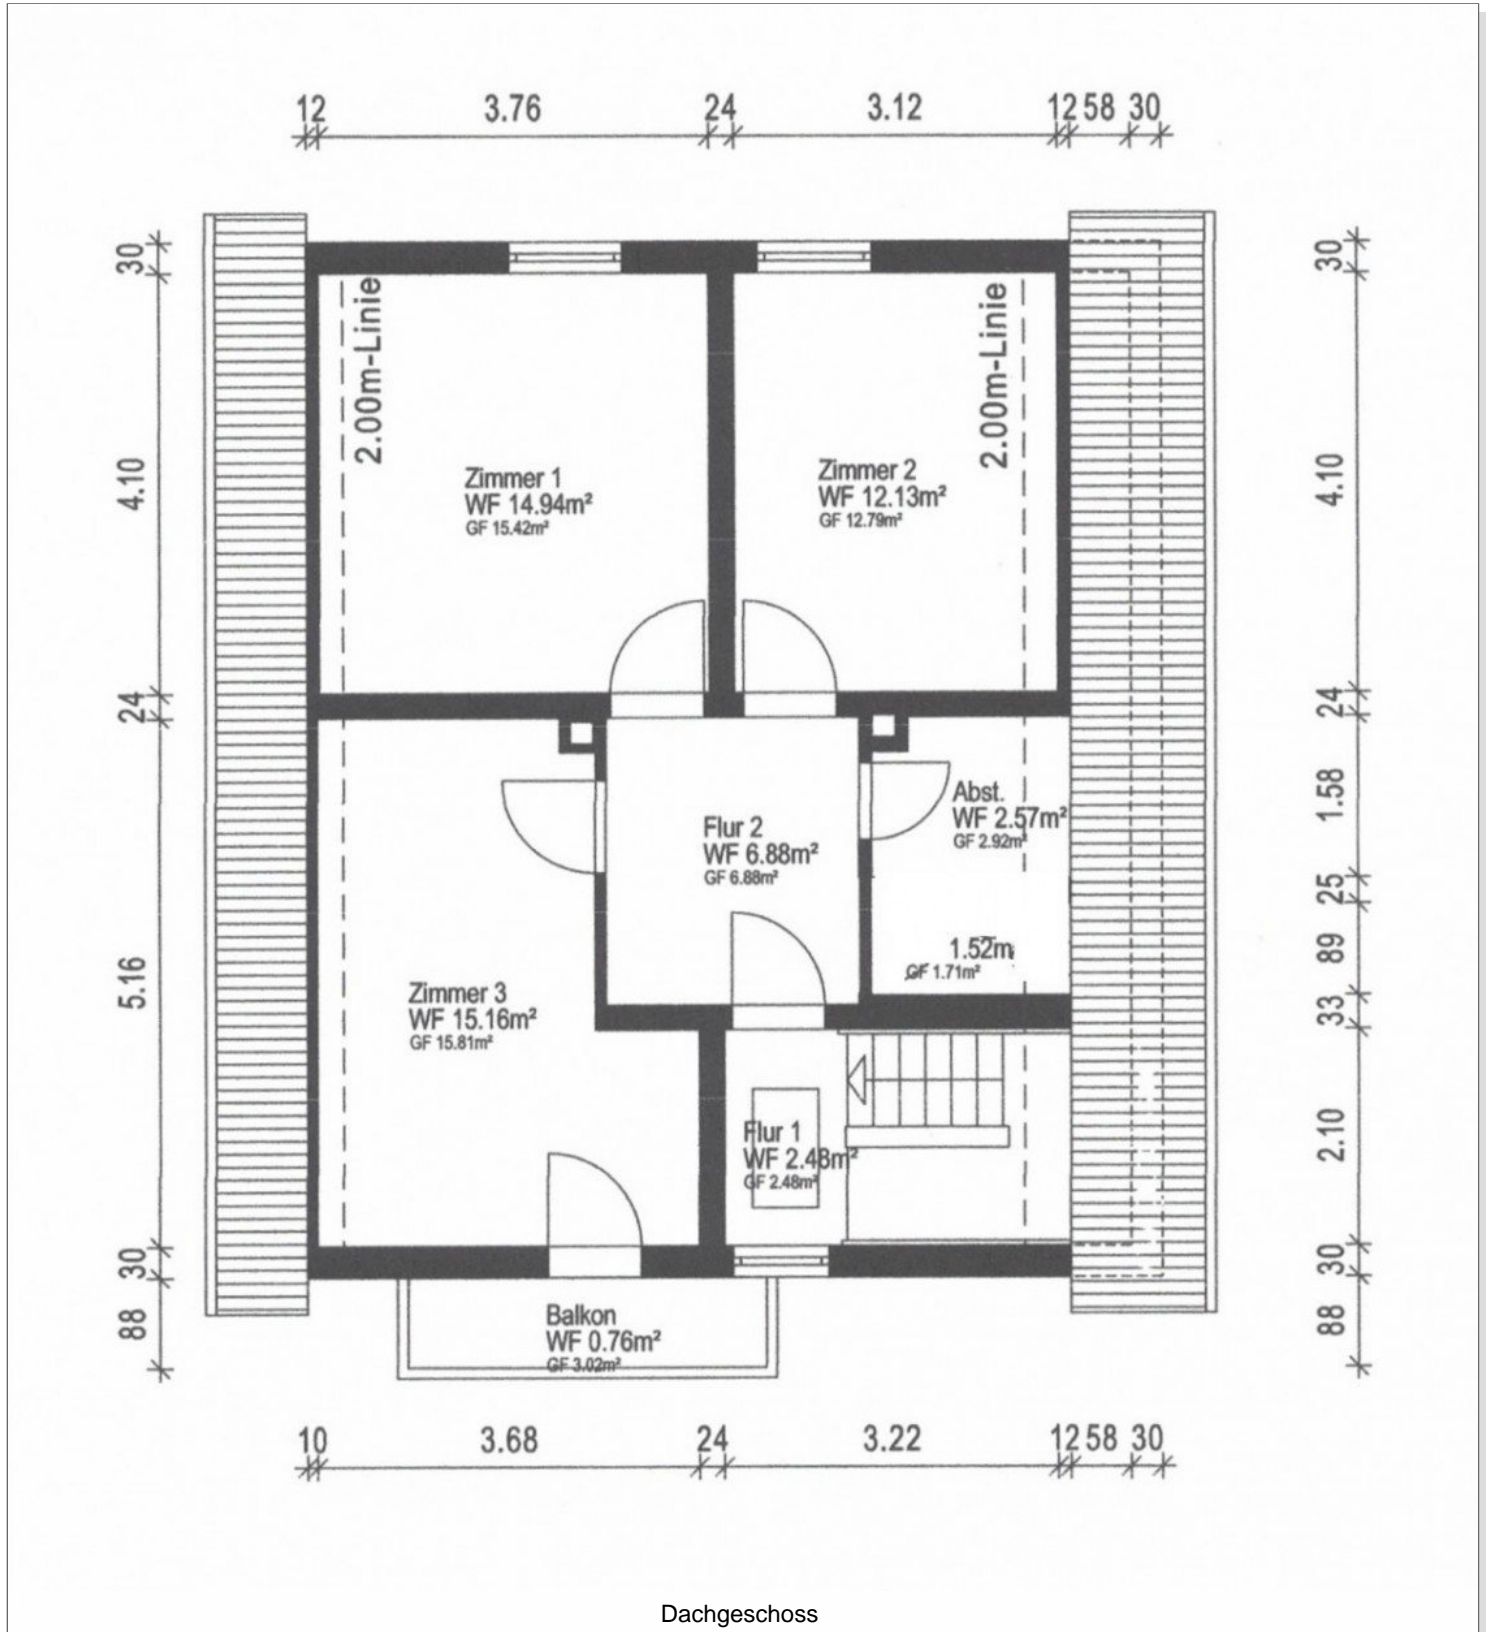 12 3.76 24 3.12 12 58 30
30
4.10
24
5.16
30
88
2.00m-Linie
2.00m-Linie
Zimmer 1
WF 14.94m²
GF 15.42m²
Zimmer 2
WF 12.13m²
GF 12.79m²
Abst.
WF 2.57m²
GF 2.92m²
Flur 2
WF 6.88m²
GF 6.88m²
1.52m
GF 1.71m²
Zimmer 3
WF 15.16m²
GF 15.81m²
Flur 1
WF 2.48m²
GF 2.48m²
Balkon
WF 0.76m²
GF 3.02m²
30
4.10
24
1.58
25
89
33
2.10
30
88
10 3.68 24 3.22 12 58 30
Dachgeschoss